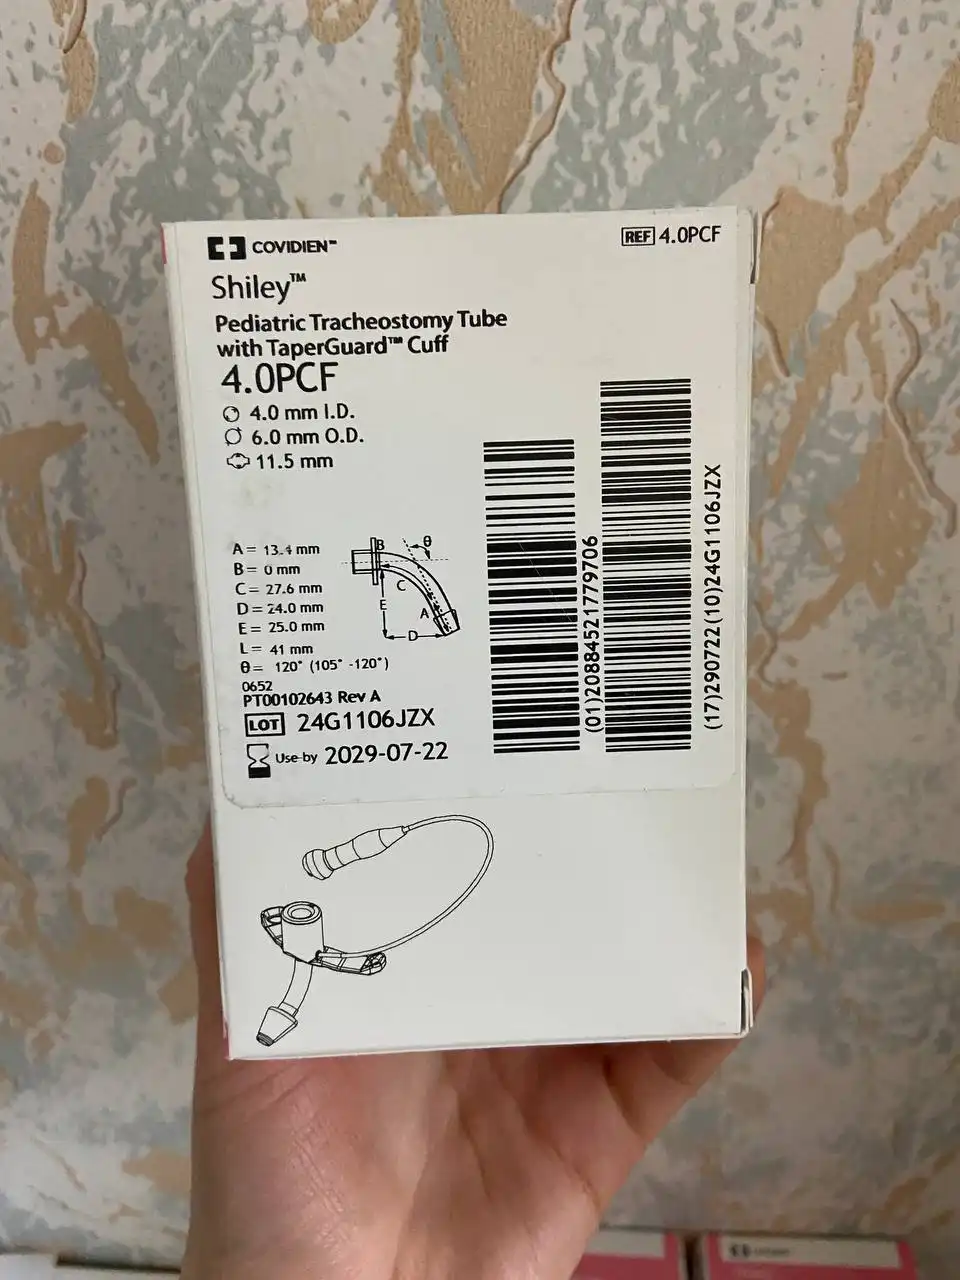 COVIDIEN™
REF 4.0PCF
Shiley™
Pediatric Tracheostomy Tube
with TaperGuard™ Cuff
4.0PCF
4.0 mm I.D.
6.0 mm O.D.
11.5 mm
A = 13.4 mm
B = 0 mm
C = 27.6 mm
D = 24.0 mm
E = 25.0 mm
L = 41 mm
θ = 120° (105° -120°)
B
θ
C
E
A
D
0652
PT00102643 Rev A
LOT 24G1106JZX
Use by 2029-07-22
(01)20884521779706
(17)290722(10)24G1106JZX